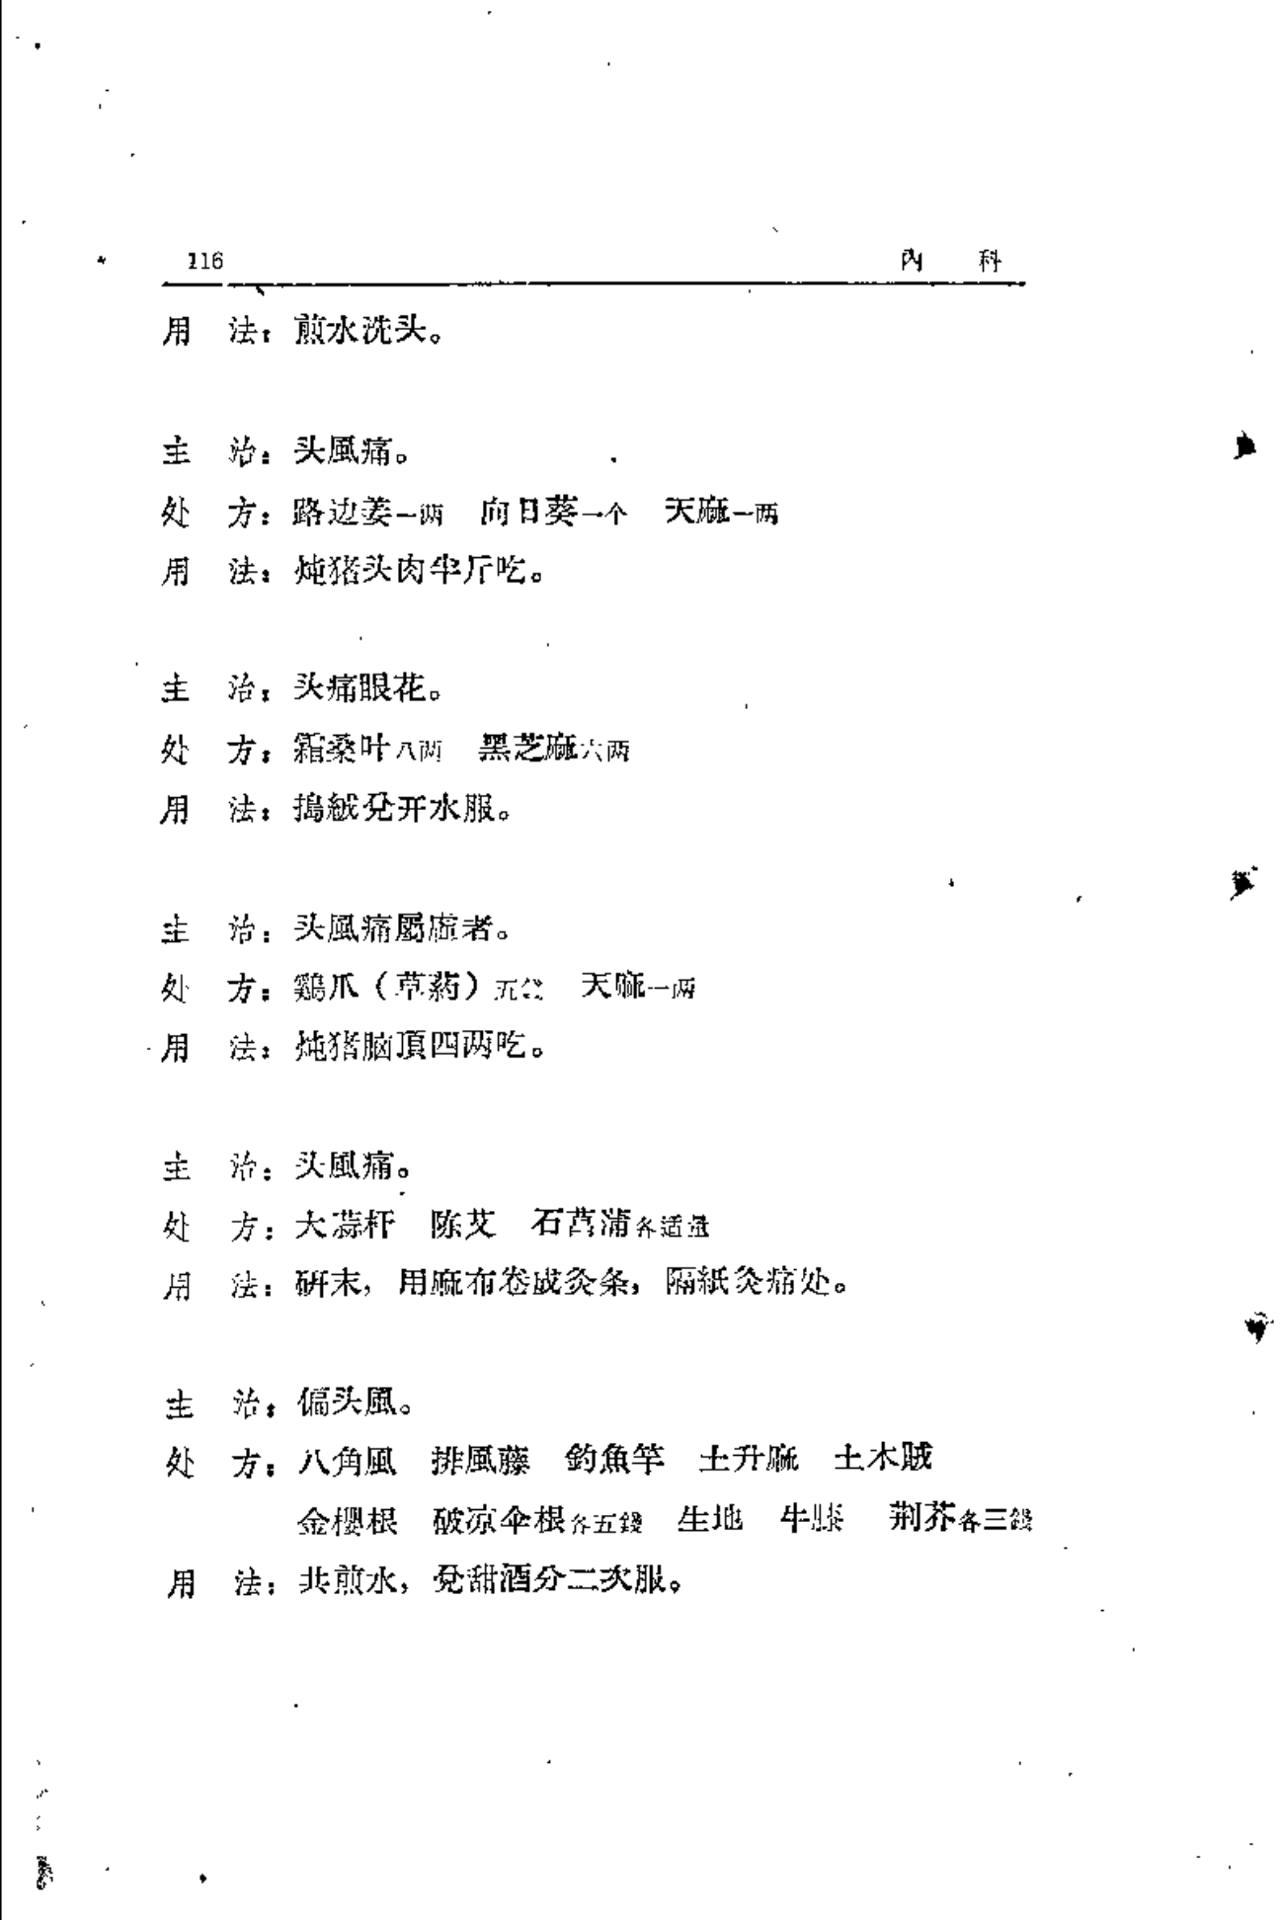 116 內 科
用 法：煎水洗头。
主 治：头風痛。
处 方：路边姜一两 向日葵一个 天麻一两
用 法：炖猪头肉半斤吃。
主 治：头痛眼花。
处 方：霜桑叶八两 黑芝麻六两
用 法：搗絨兌开水服。
主 治：头風痛屬虛者。
处 方：鷄爪（草葯）五 天麻一两
用 法：炖猪脑頂四两吃。
主 治：头風痛。
处 方：大蒜杆 陈艾 石菖蒲各适量
用 法：研末，用麻布卷成灸条，隔紙灸痛处。
主 治：偏头風。
处 方：八角風 排風藤 釣魚竿 土升麻 土木賊
金櫻根 破凉伞根各五錢 生地 牛膝 荆芥各三錢
用 法：共煎水，兌甜酒分二次服。